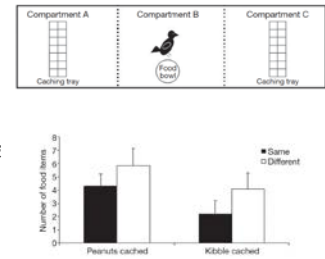 Compartment A Compartment B Compartment C
Food
bowl
Caching tray Caching tray
8
7
6
5
4
3
2
1
0
Number of food items
Same
Different
Peanuts cached Kibble cached